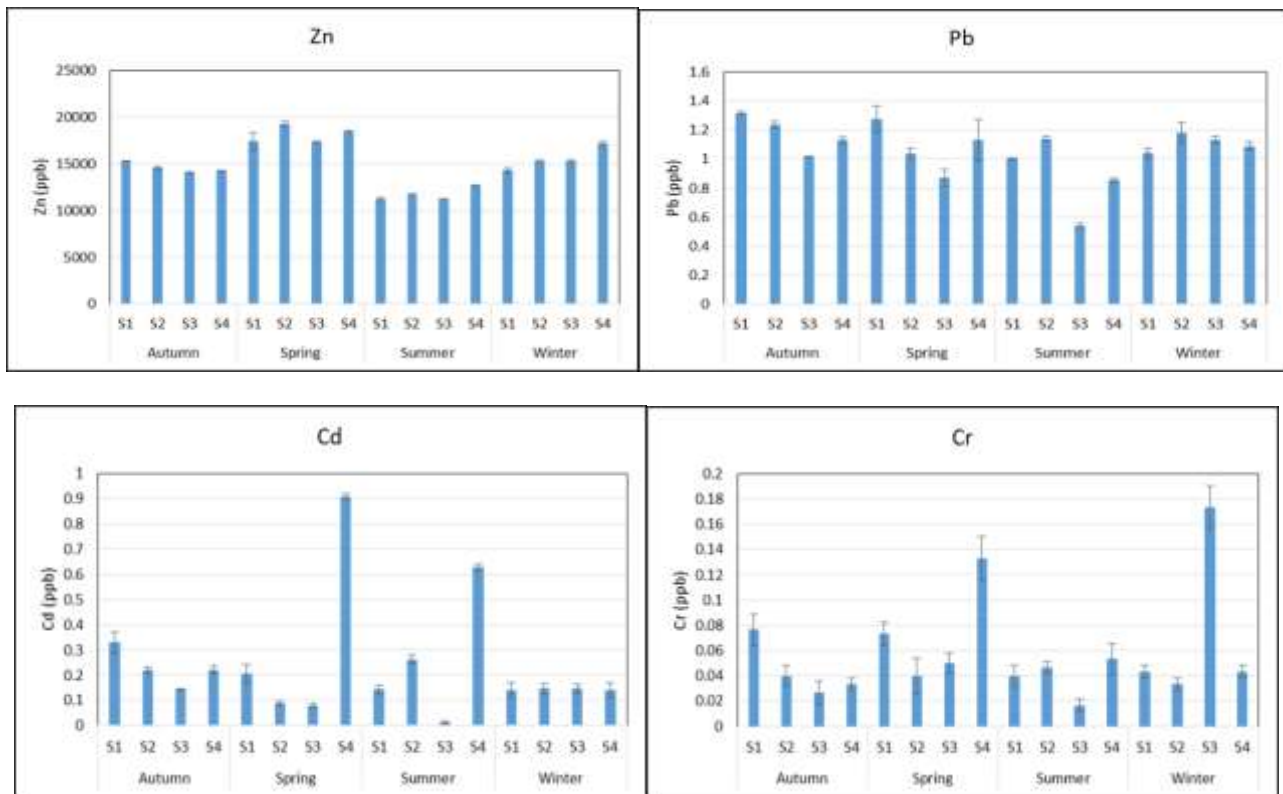 Zn
25000
20000
15000
10000
5000
0
Zn (ppb)
S1 S2 S3 S4 S1 S2 S3 S4 S1 S2 S3 S4 S1 S2 S3 S4
Autumn Spring Summer Winter
Pb
1.6
1.4
1.2
1
0.8
0.6
0.4
0.2
0
Pb (ppb)
S1 S2 S3 S4 S1 S2 S3 S4 S1 S2 S3 S4 S1 S2 S3 S4
Autumn Spring Summer Winter
Cd
1
0.9
0.8
0.7
0.6
0.5
0.4
0.3
0.2
0.1
0
Cd (ppb)
S1 S2 S3 S4 S1 S2 S3 S4 S1 S2 S3 S4 S1 S2 S3 S4
Autumn Spring Summer Winter
Cr
0.2
0.18
0.16
0.14
0.12
0.1
0.08
0.06
0.04
0.02
0
Cr (ppb)
S1 S2 S3 S4 S1 S2 S3 S4 S1 S2 S3 S4 S1 S2 S3 S4
Autumn Spring Summer Winter